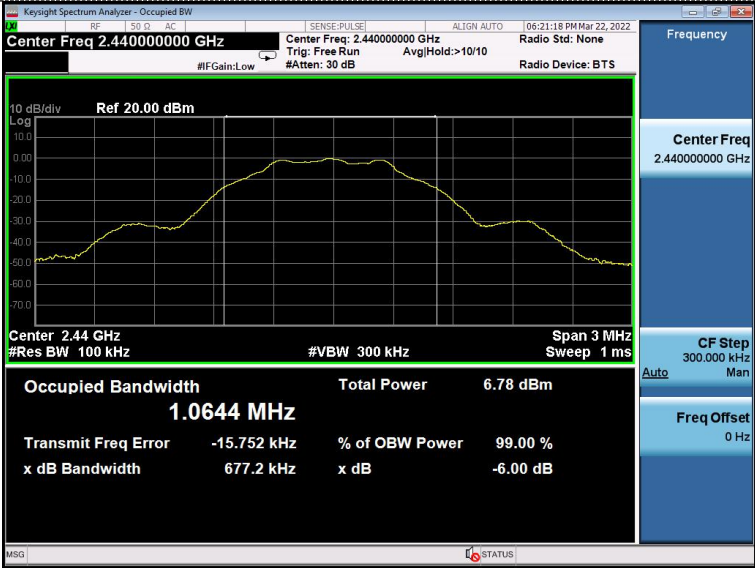 Keysight Spectrum Analyzer - Occupied BW
RF 50 Ω AC SENSE:PULSE ALIGN AUTO 06:21:18 PM Mar 22, 2022
Center Freq 2.440000000 GHz
Center Freq: 2.440000000 GHz Radio Std: None
Trig: Free Run Avg|Hold:>10/10
#IFGain:Low #Atten: 30 dB Radio Device: BTS
10 dB/div Ref 20.00 dBm
Log
10.0
0.00
-10.0
-20.0
-30.0
-40.0
-50.0
-60.0
-70.0
Center 2.44 GHz Span 3 MHz
#Res BW 100 kHz #VBW 300 kHz Sweep 1 ms
Occupied Bandwidth Total Power 6.78 dBm
1.0644 MHz
Transmit Freq Error -15.752 kHz % of OBW Power 99.00 %
x dB Bandwidth 677.2 kHz x dB -6.00 dB
Frequency
Center Freq
2.440000000 GHz
CF Step
300.000 kHz
Auto Man
Freq Offset
0 Hz
MSG STATUS